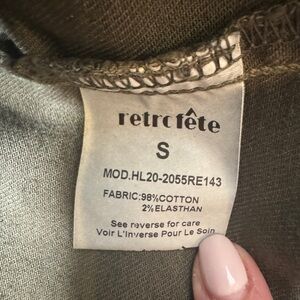 retrofête
S
MOD.HL20-2055RE143
FABRIC:98%COTTON
2%ELASTHAN
See reverse for care
Voir L'Inverse Pour Le Soin